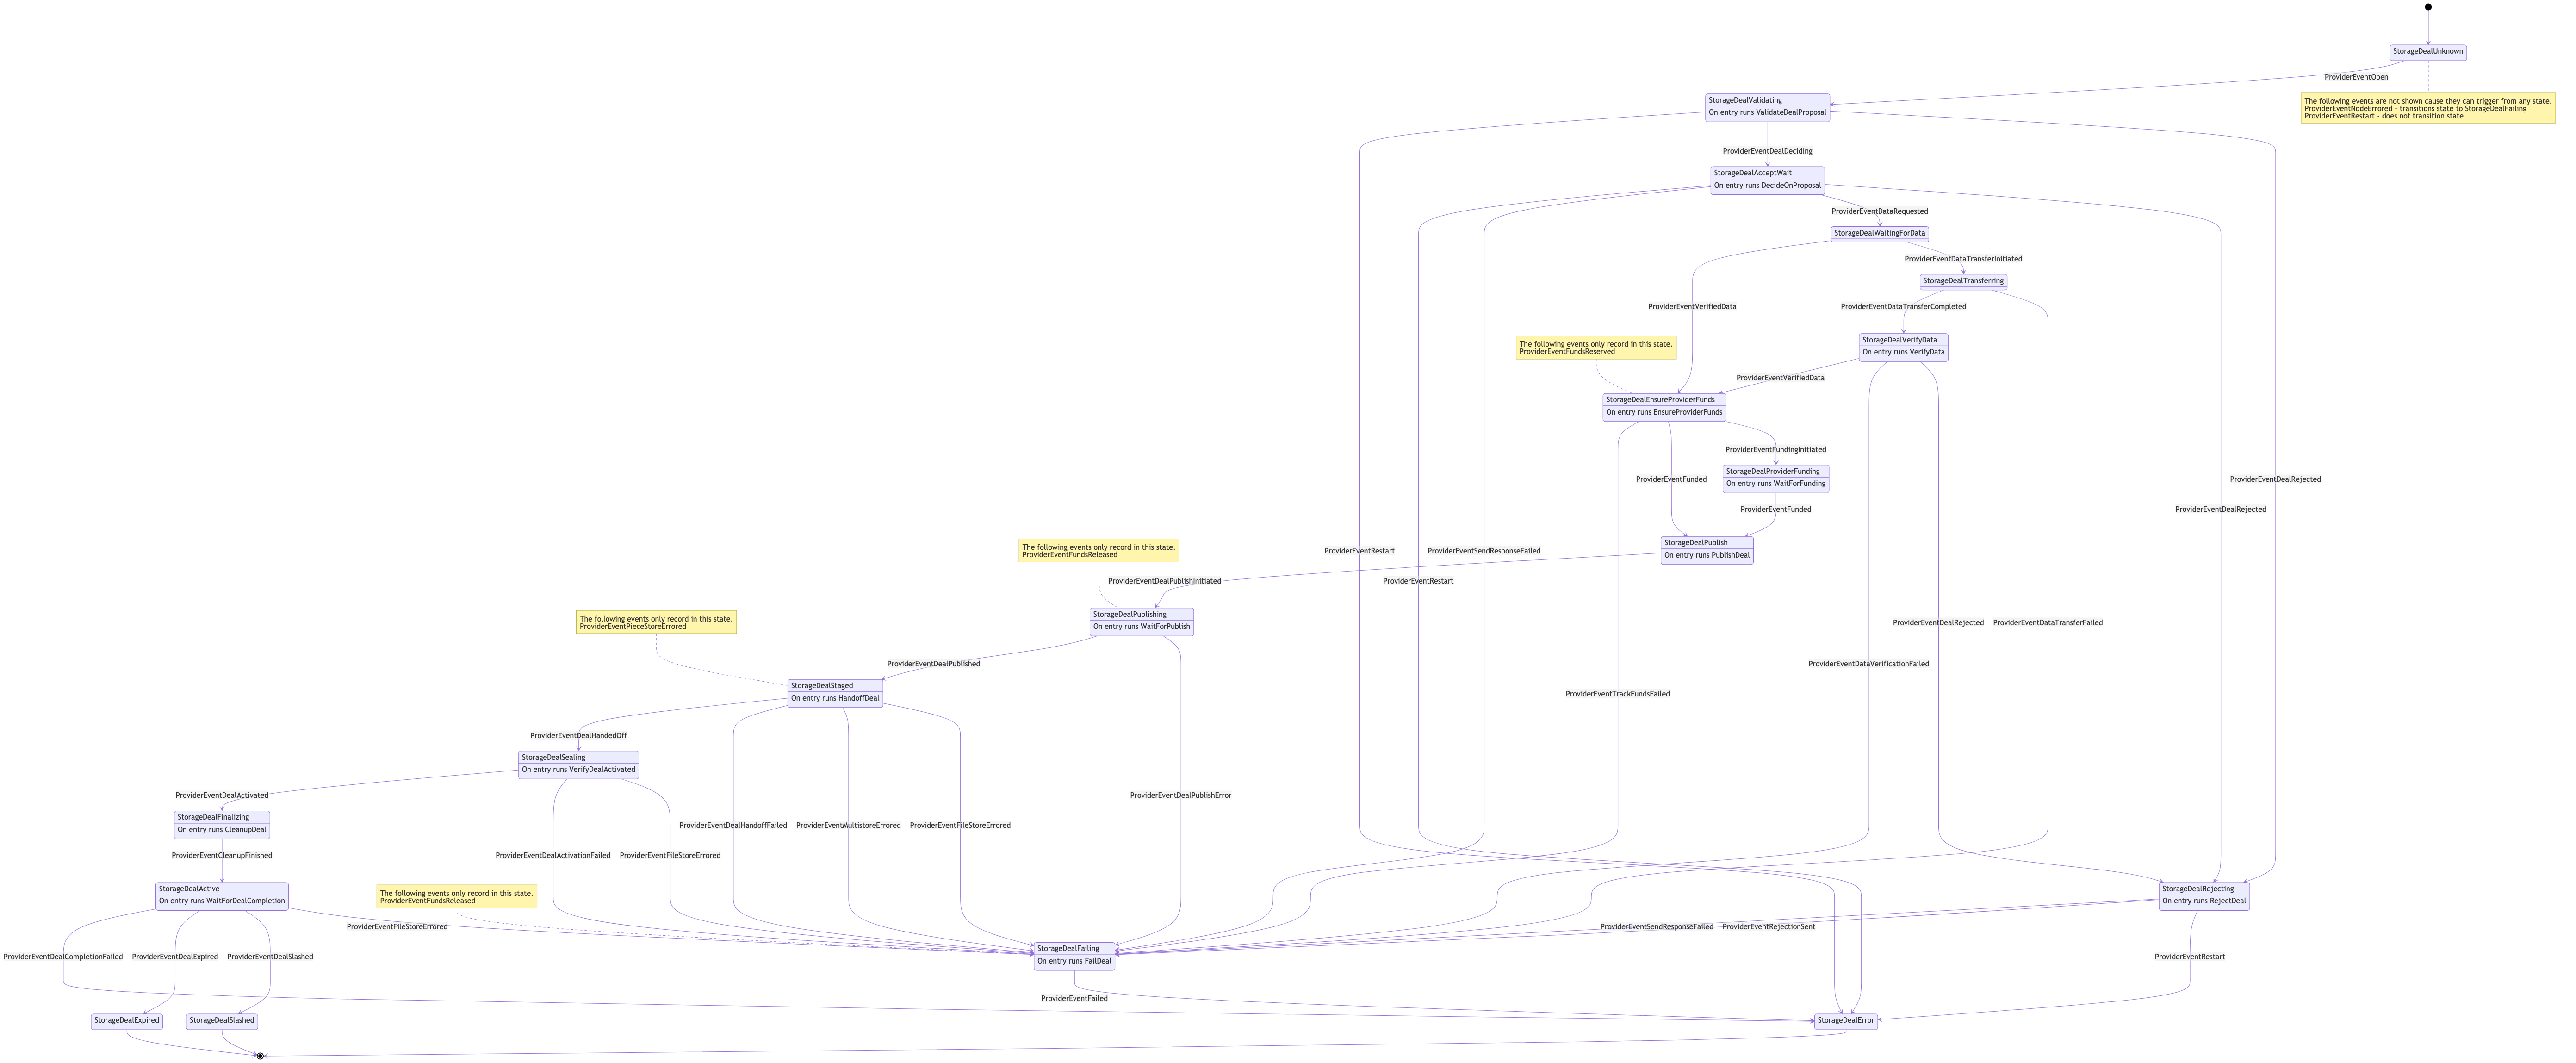 StorageDealUnknown
ProviderEventOpen
The following events are not shown cause they can trigger from any state.
ProviderEventNodeErrored - transitions state to StorageDealFailing
ProviderEventRestart - does not transition state
StorageDealValidating
On entry runs ValidateDealProposal
ProviderEventDealDeciding
StorageDealAcceptWait
On entry runs DecideOnProposal
ProviderEventDataRequested
StorageDealWaitingForData
ProviderEventDataTransferInitiated
StorageDealTransferring
ProviderEventVerifiedData
ProviderEventDataTransferCompleted
The following events only record in this state.
ProviderEventFundsReserved
StorageDealVerifyData
On entry runs VerifyData
ProviderEventVerifiedData
StorageDealEnsureProviderFunds
On entry runs EnsureProviderFunds
ProviderEventFundingInitiated
StorageDealProviderFunding
On entry runs WaitForFunding
ProviderEventFunded
ProviderEventDealRejected
ProviderEventFunded
ProviderEventDealRejected
StorageDealPublish
On entry runs PublishDeal
The following events only record in this state.
ProviderEventFundsReleased
ProviderEventRestart
ProviderEventSendResponseFailed
ProviderEventDealPublishInitiated
ProviderEventRestart
StorageDealPublishing
On entry runs WaitForPublish
The following events only record in this state.
ProviderEventPieceStoreErrored
ProviderEventDealRejected
ProviderEventDataTransferFailed
ProviderEventDealPublished
ProviderEventDataVerificationFailed
StorageDealStaged
On entry runs HandoffDeal
ProviderEventTrackFundsFailed
ProviderEventDealHandedOff
StorageDealSealing
On entry runs VerifyDealActivated
ProviderEventDealActivated
ProviderEventDealPublishError
StorageDealFinalizing
On entry runs CleanupDeal
ProviderEventDealHandoffFailed
ProviderEventMultistoreErrored
ProviderEventFileStoreErrored
ProviderEventCleanupFinished
ProviderEventDealActivationFailed
ProviderEventFileStoreErrored
StorageDealActive
On entry runs WaitForDealCompletion
The following events only record in this state.
ProviderEventFundsReleased
StorageDealRejecting
On entry runs RejectDeal
ProviderEventFileStoreErrored
ProviderEventSendResponseFailed
ProviderEventRejectionSent
StorageDealFailing
On entry runs FailDeal
ProviderEventDealCompletionFailed
ProviderEventDealExpired
ProviderEventDealSlashed
ProviderEventRestart
ProviderEventFailed
StorageDealExpired
StorageDealSlashed
StorageDealError